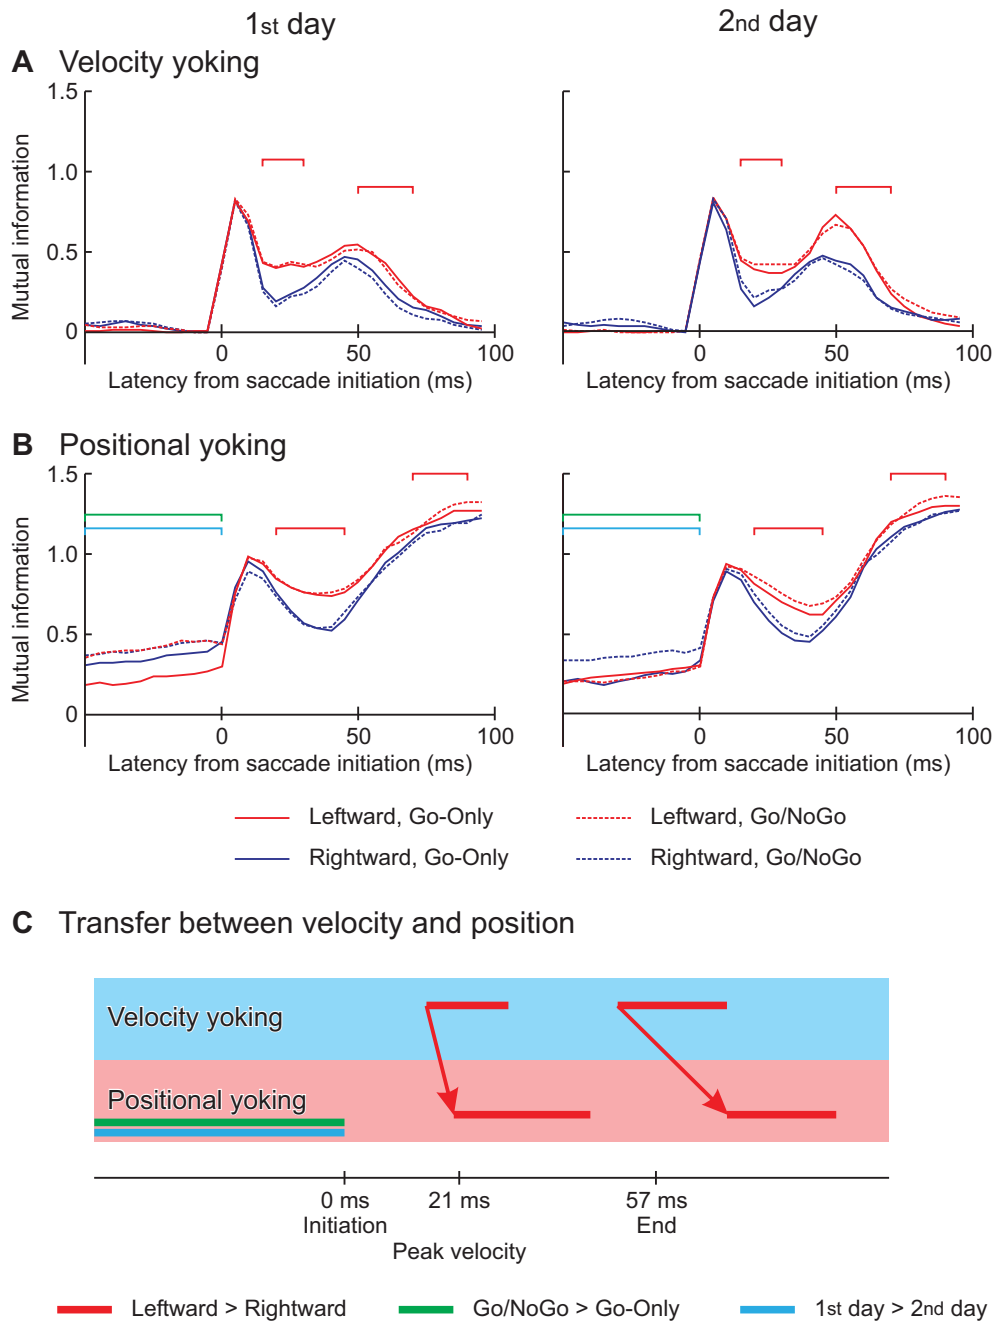 1st day
2nd day
A Velocity yoking
1.5
1.0
0.5
0
Mutual information
0
50
100
Latency from saccade initiation (ms)
0
50
100
Latency from saccade initiation (ms)
B Positional yoking
1.5
1.0
0.5
0
Mutual information
0
50
100
Latency from saccade initiation (ms)
0
50
100
Latency from saccade initiation (ms)
Leftward, Go-Only
Leftward, Go/NoGo
Rightward, Go-Only
Rightward, Go/NoGo
C Transfer between velocity and position
Velocity yoking
Positional yoking
0 ms
21 ms
57 ms
Initiation
End
Peak velocity
Leftward > Rightward
Go/NoGo > Go-Only
1st day > 2nd day